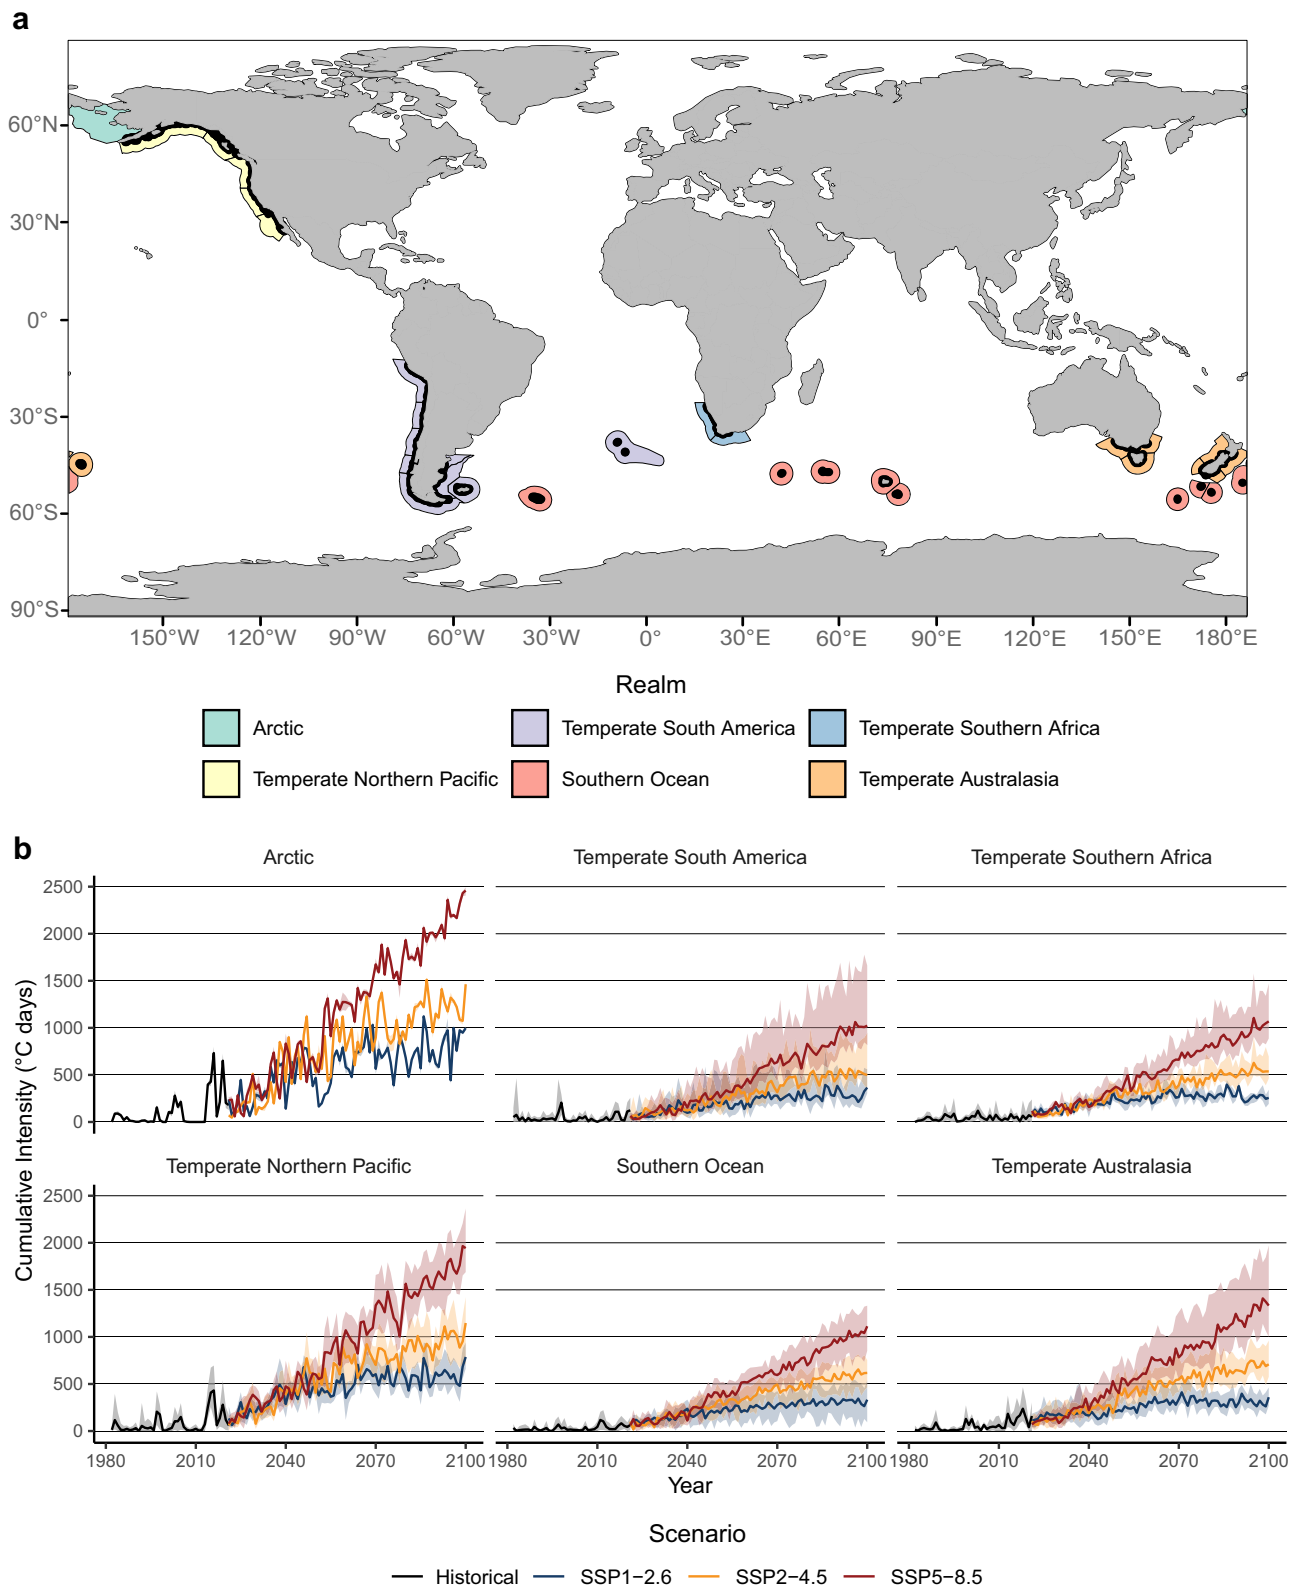 a
60°N
30°N
0°
30°S
60°S
90°S
150°W 120°W 90°W 60°W 30°W 0° 30°E 60°E 90°E 120°E 150°E 180°E
Realm
Arctic Temperate South America Temperate Southern Africa
Temperate Northern Pacific Southern Ocean Temperate Australasia
b
Arctic Temperate South America Temperate Southern Africa
2500
2000
1500
1000
500
0
Cumulative Intensity (°C days)
Temperate Northern Pacific Southern Ocean Temperate Australasia
2500
2000
1500
1000
500
0
1980 2010 2040 2070 2100 1980 2010 2040 2070 2100 1980 2010 2040 2070 2100
Year
Scenario
Historical SSP1−2.6 SSP2−4.5 SSP5−8.5